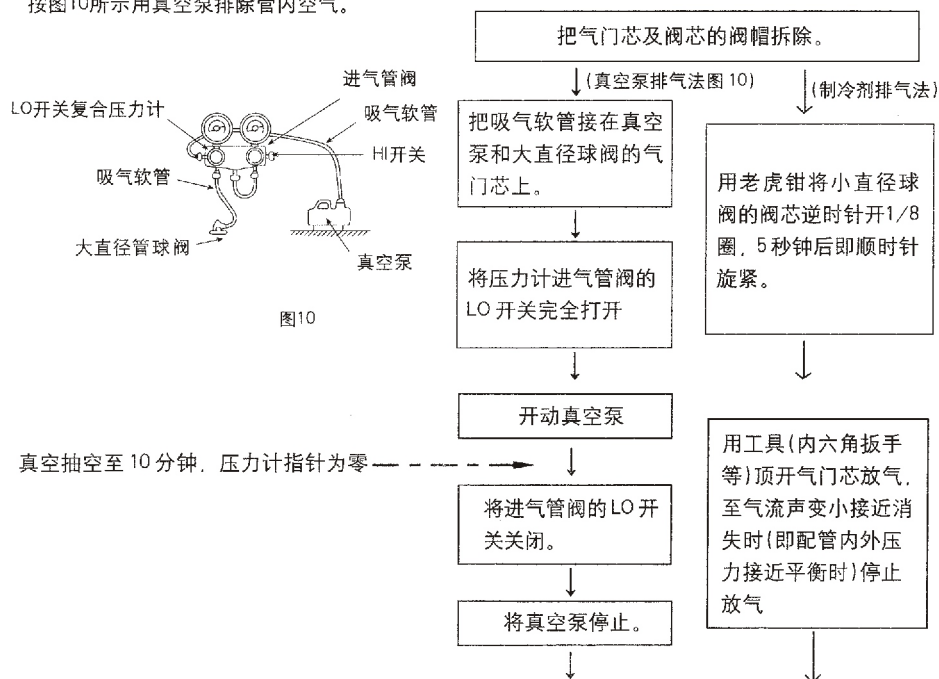 按图10所示用真空泵排除管内空气。
进气管阀
LO开关复合压力计
吸气软管
HI开关
吸气软管
大直径管球阀
真空泵
图10
真空抽空至10分钟，压力计指针为零
把气门芯及阀芯的阀帽拆除。
(真空泵排气法图10)
把吸气软管接在真空
泵和大直径球阀的气
门芯上。
将压力计进气管阀的
LO开关完全打开
开动真空泵
将进气管阀的LO开
关关闭。
将真空泵停止。
(制冷剂排气法)
用老虎钳将小直径球
阀的阀芯逆时针开1/8
圈，5秒钟后即顺时针
旋紧。
用工具(内六角扳手
等)顶开气门芯放气，
至气流声变小接近消
失时(即配管内外压
力接近平衡时)停止
放气